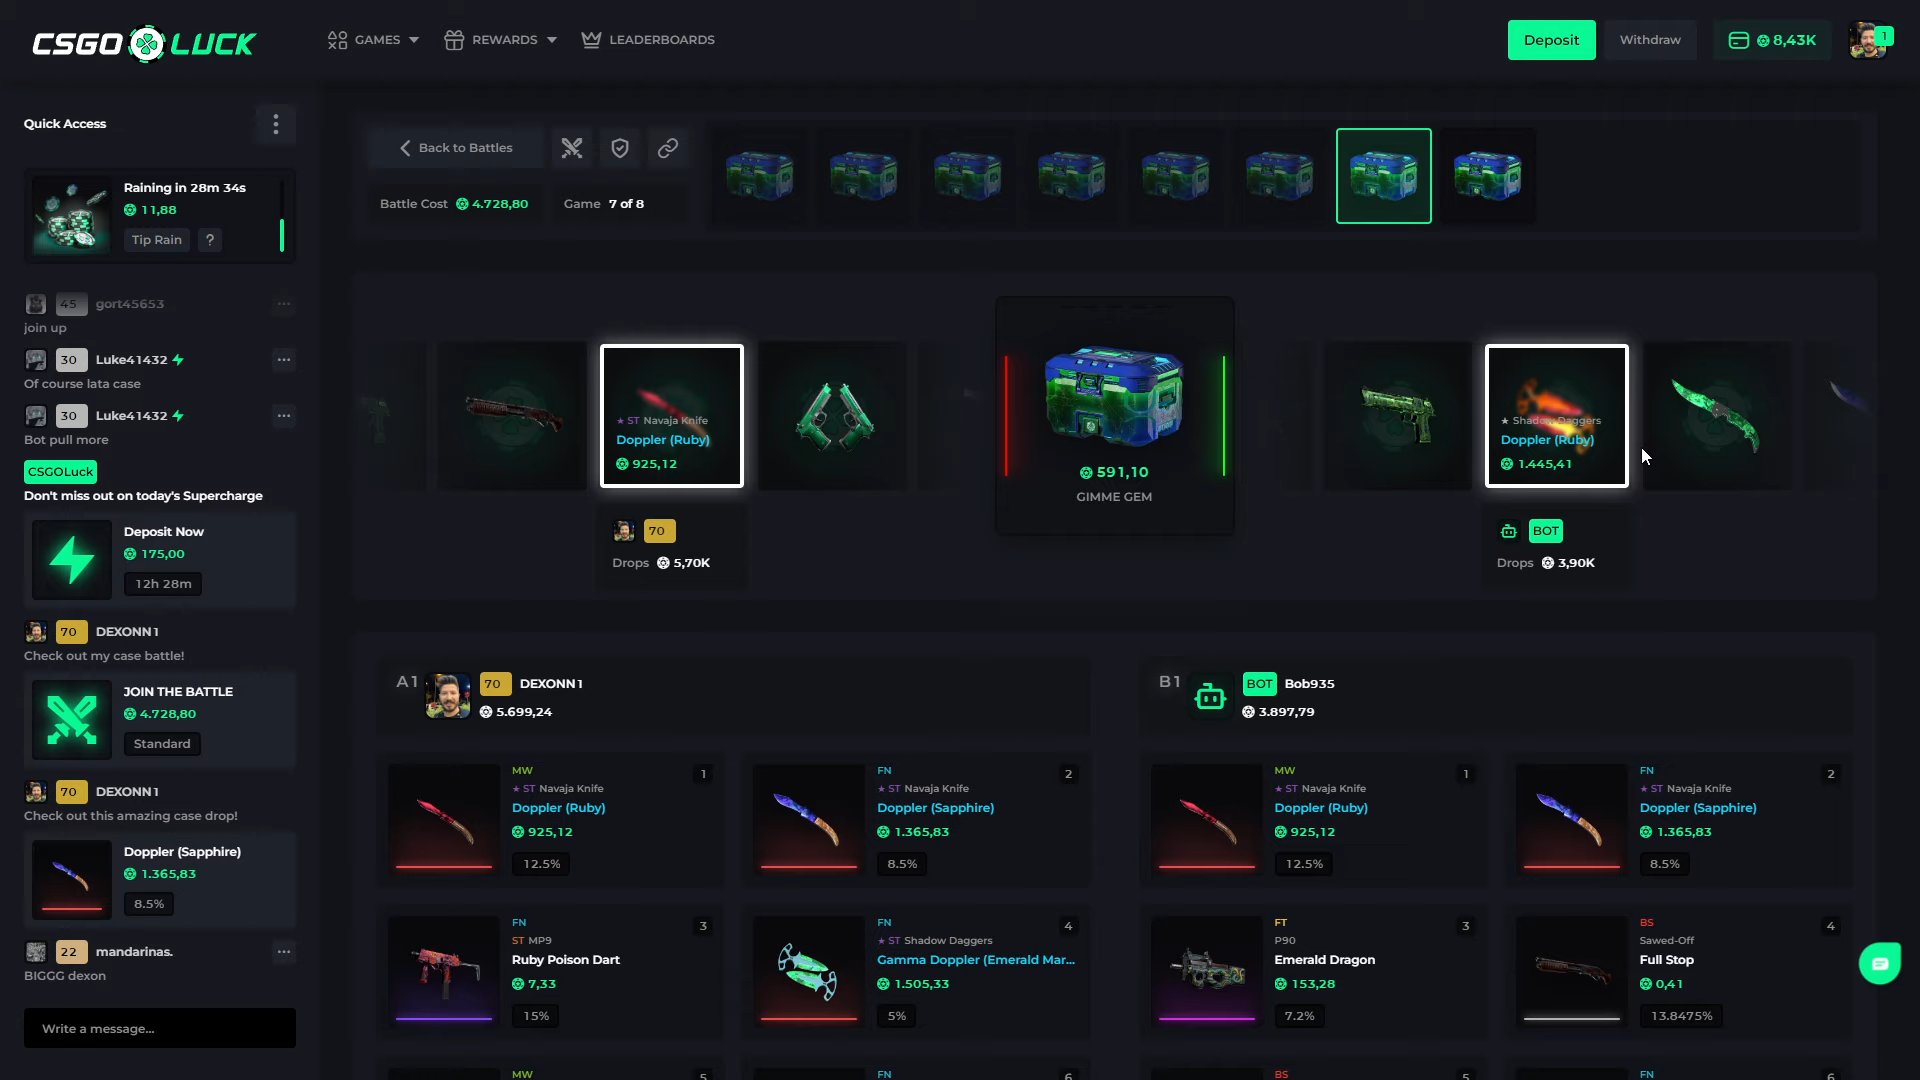 CSGO LUCK
GAMES
REWARDS
LEADERBOARDS
Deposit
Withdraw
8,43K
1
Quick Access
Raining in 28m 34s
11,88
Tip Rain
?
45 gort45653
join up
30 Luke41432
Of course lata case
30 Luke41432
Bot pull more
CSGOLuck
Don't miss out on today's Supercharge
Deposit Now
175,00
12h 28m
70 DEXONN1
Check out my case battle!
JOIN THE BATTLE
4.728,80
Standard
70 DEXONN1
Check out this amazing case drop!
Doppler (Sapphire)
1.365,83
8.5%
22 mandarinas.
BIGGG dexon
Write a message...
Back to Battles
Battle Cost 4.728,80
Game 7 of 8
★ ST Navaja Knife
Doppler (Ruby)
925,12
70
Drops 5,70K
591,10
GIMME GEM
★ Shadow Daggers
Doppler (Ruby)
1.445,41
BOT
Drops 3,90K
A1
70 DEXONN1
5.699,24
MW
1
★ ST Navaja Knife
Doppler (Ruby)
925,12
12.5%
FN
2
★ ST Navaja Knife
Doppler (Sapphire)
1.365,83
8.5%
FN
3
ST MP9
Ruby Poison Dart
7,33
15%
FN
4
★ ST Shadow Daggers
Gamma Doppler (Emerald Mar...
1.505,33
5%
MW
5
FN
6
B1
BOT Bob935
3.897,79
MW
1
★ ST Navaja Knife
Doppler (Ruby)
925,12
12.5%
FN
2
★ ST Navaja Knife
Doppler (Sapphire)
1.365,83
8.5%
FT
3
P90
Emerald Dragon
153,28
7.2%
BS
4
Sawed-Off
Full Stop
0,41
13.8475%
BS
5
FN
6